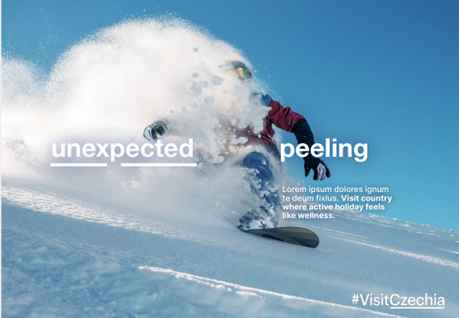 unexpected peeling
Lorem ipsum dolores ignum
te deum fixius. Visit country
where active holiday feels
like wellness.
#VisitCzechia